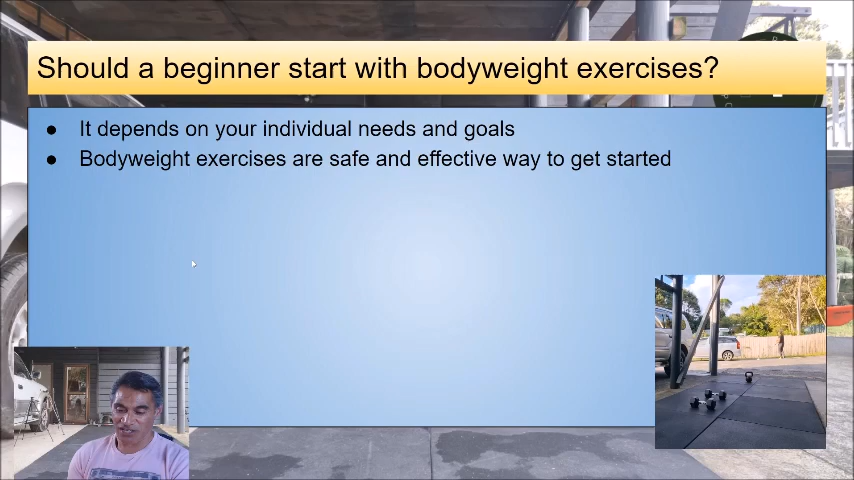 Should a beginner start with bodyweight exercises?
● It depends on your individual needs and goals
● Bodyweight exercises are safe and effective way to get started